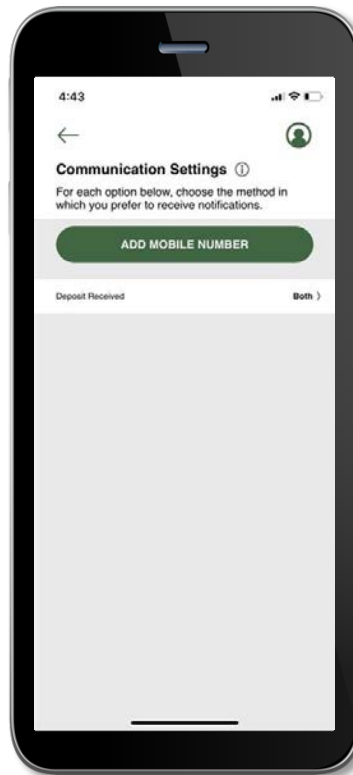 4:43
Communication Settings
For each option below, choose the method in
which you prefer to receive notifications.
ADD MOBILE NUMBER
Deposit Received Both